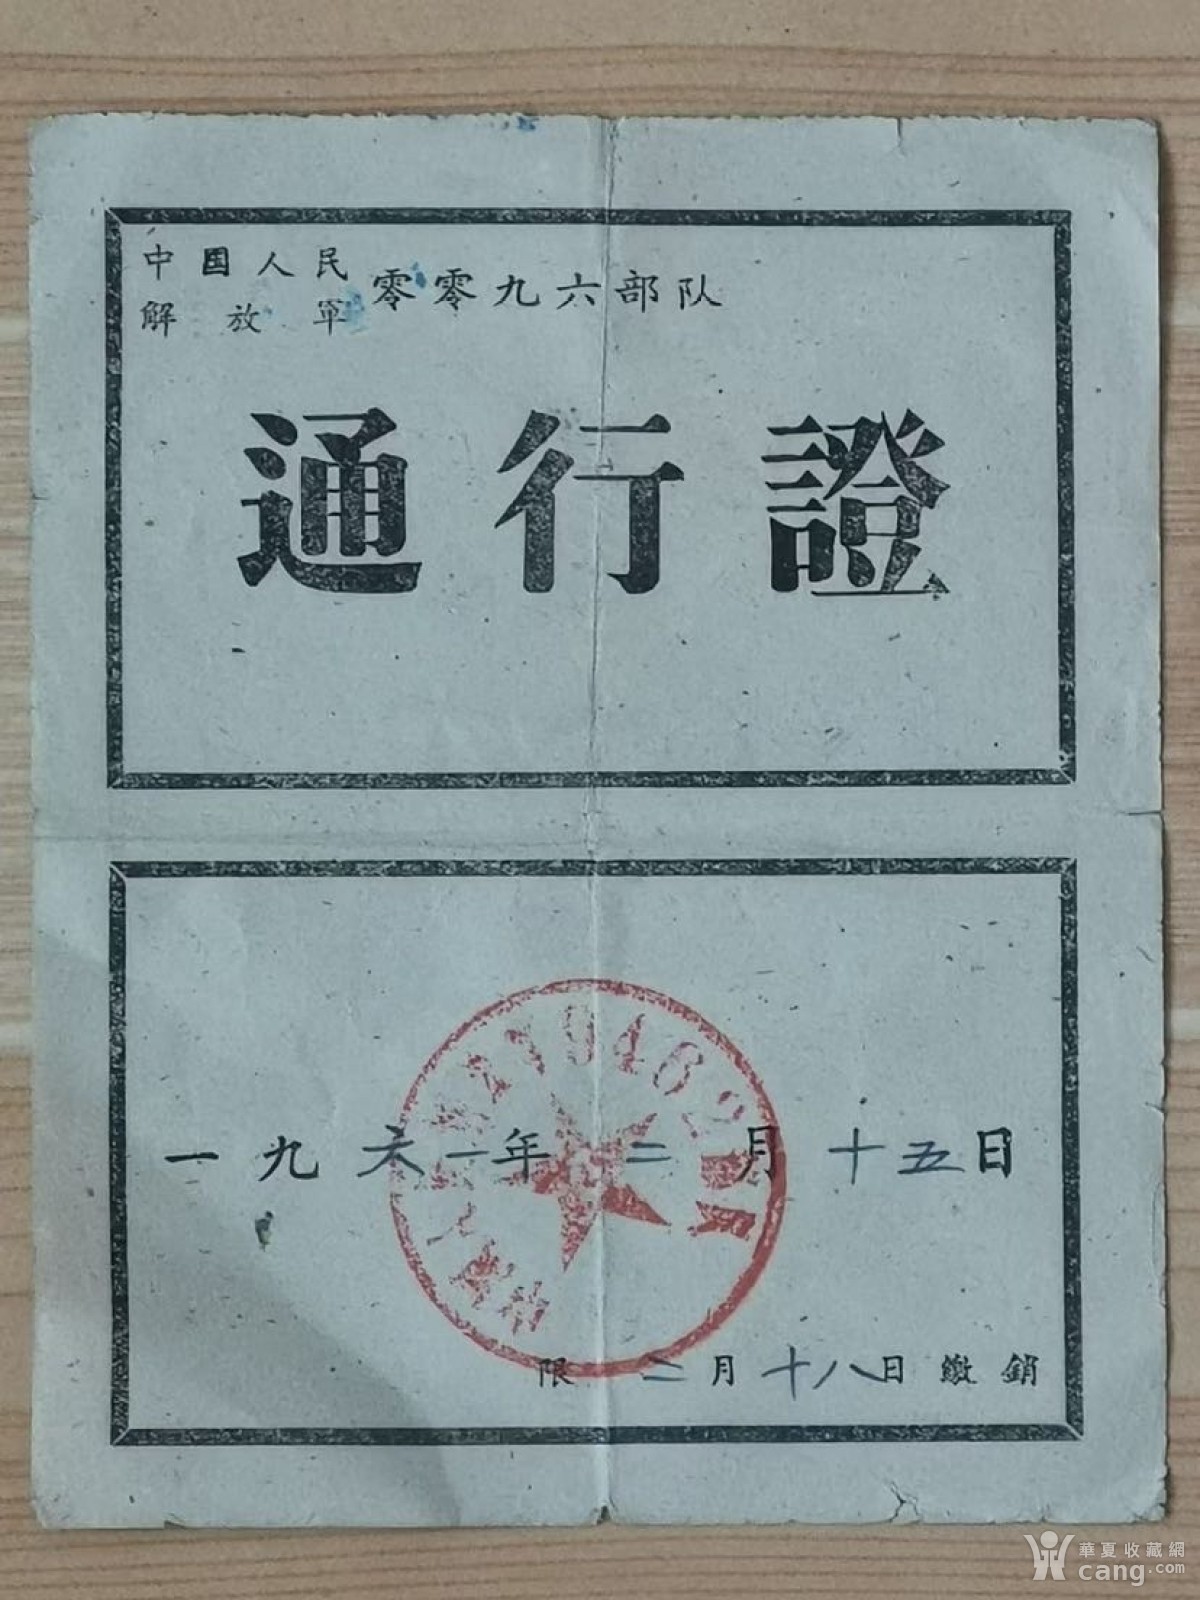 中国人民
解放軍
零零九六部队
通行證
一九六一年二月十五日
限二月十八日繳銷
華夏收藏網
cang.com